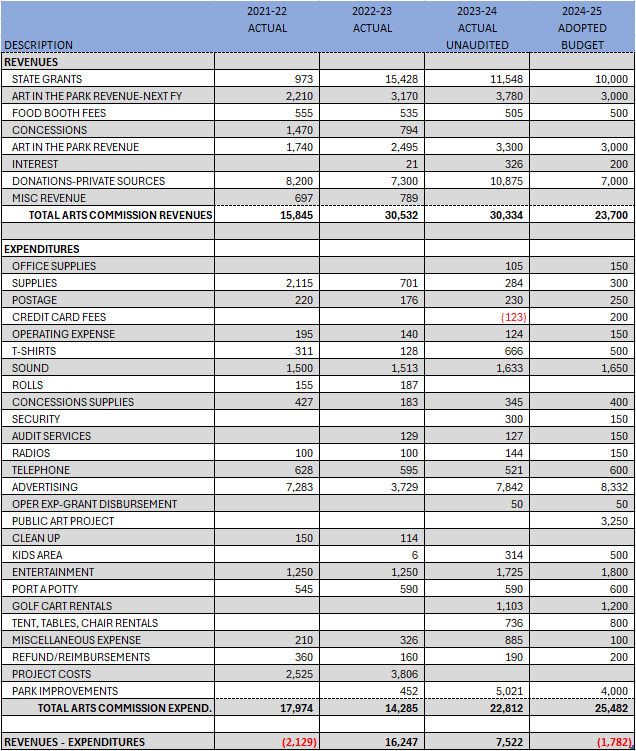 2021-22 2022-23 2023-24 2024-25
ACTUAL ACTUAL ACTUAL ADOPTED
DESCRIPTION UNAUDITED BUDGET
REVENUES
STATE GRANTS 973 15,428 11,548 10,000
ART IN THE PARK REVENUE-NEXT FY 2,210 3,170 3,780 3,000
FOOD BOOTH FEES 555 535 505 500
CONCESSIONS 1,470 794
ART IN THE PARK REVENUE 1,740 2,495 3,300 3,000
INTEREST 21 326 200
DONATIONS-PRIVATE SOURCES 8,200 7,300 10,875 7,000
MISC REVENUE 697 789
TOTAL ARTS COMMISSION REVENUES 15,845 30,532 30,334 23,700
EXPENDITURES
OFFICE SUPPLIES 105 150
SUPPLIES 2,115 701 284 300
POSTAGE 220 176 230 250
CREDIT CARD FEES (123) 200
OPERATING EXPENSE 195 140 124 150
T-SHIRTS 311 128 666 500
SOUND 1,500 1,513 1,633 1,650
ROLLS 155 187
CONCESSIONS SUPPLIES 427 183 345 400
SECURITY 300 150
AUDIT SERVICES 129 127 150
RADIOS 100 100 144 150
TELEPHONE 628 595 521 600
ADVERTISING 7,283 3,729 7,842 8,332
OPER EXP-GRANT DISBURSEMENT 50 50
PUBLIC ART PROJECT 3,250
CLEAN UP 150 114
KIDS AREA 6 314 500
ENTERTAINMENT 1,250 1,250 1,725 1,800
PORT A POTTY 545 590 590 600
GOLF CART RENTALS 1,103 1,200
TENT, TABLES, CHAIR RENTALS 736 800
MISCELLANEOUS EXPENSE 210 326 885 100
REFUND/REIMBURSEMENTS 360 160 190 200
PROJECT COSTS 2,525 3,806
PARK IMPROVEMENTS 452 5,021 4,000
TOTAL ARTS COMMISSION EXPEND. 17,974 14,285 22,812 25,482
REVENUES - EXPENDITURES (2,129) 16,247 7,522 (1,782)